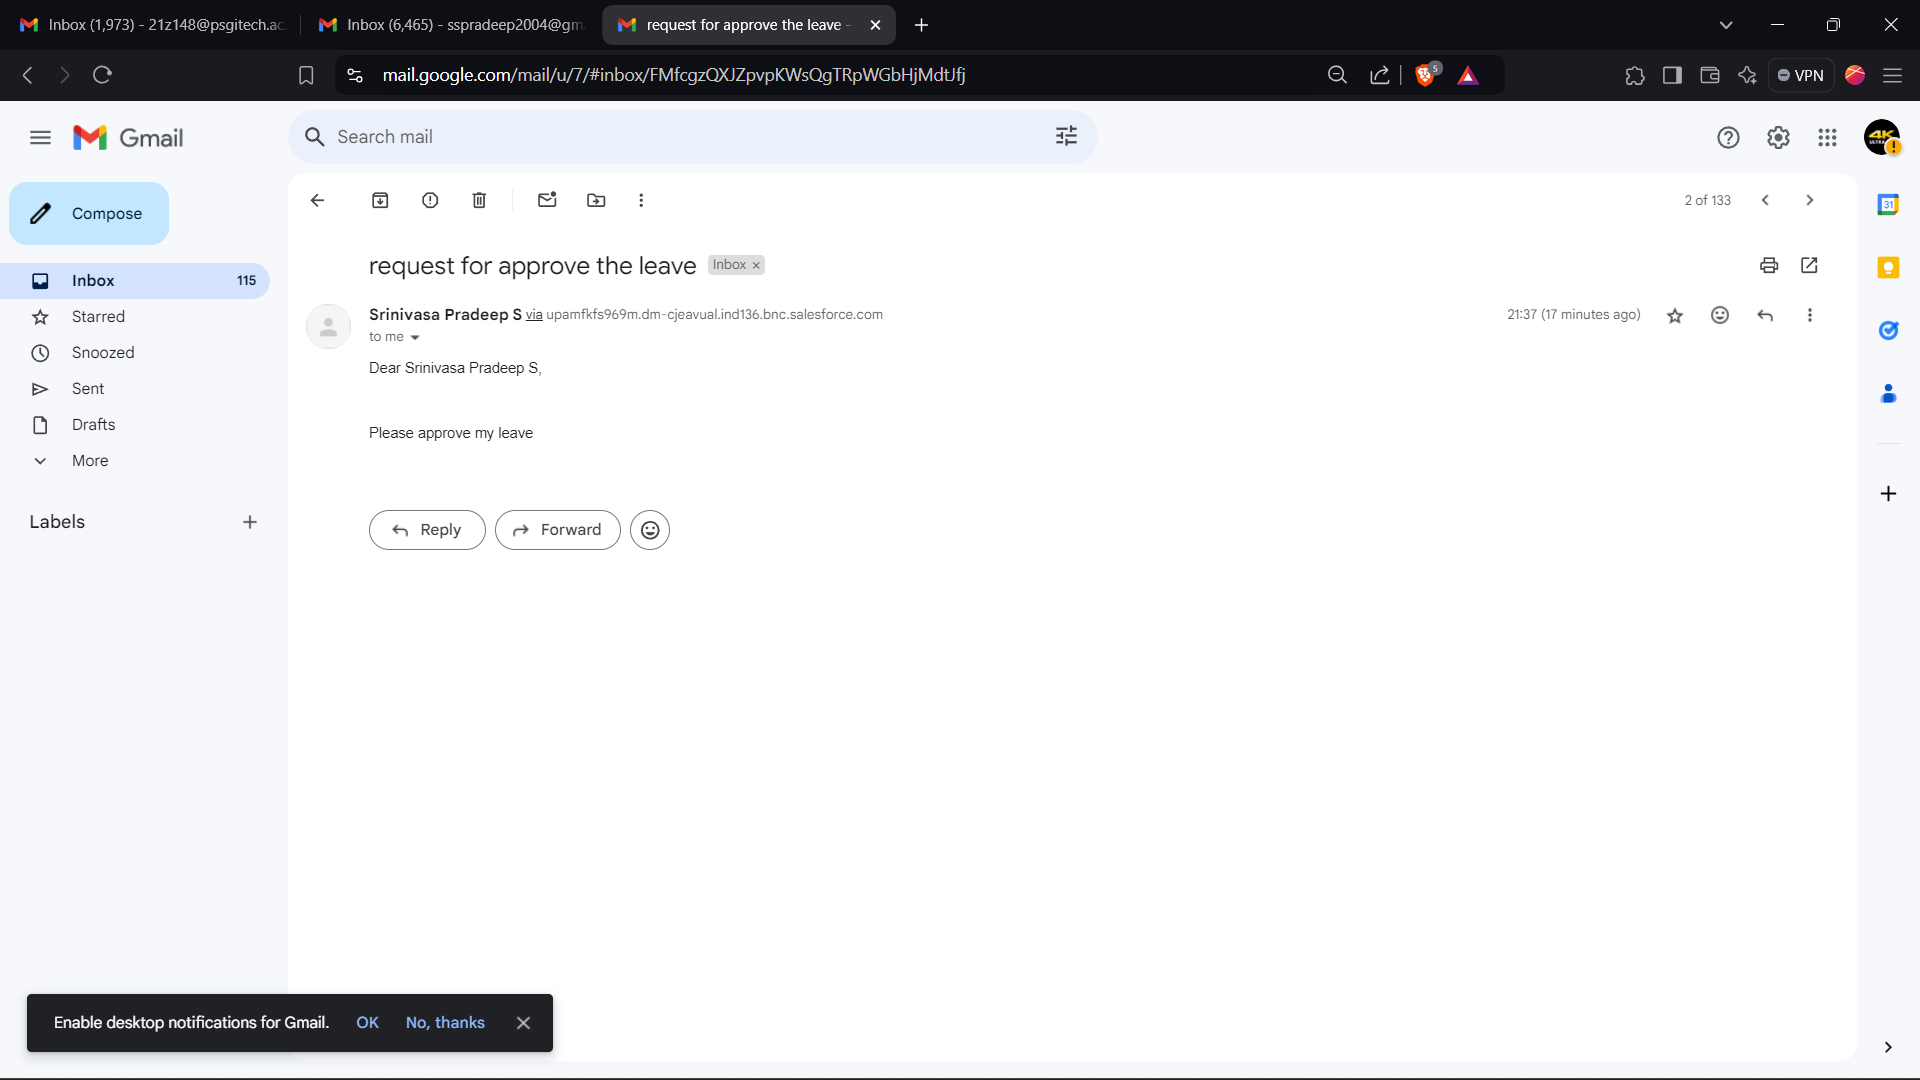 Inbox (1,973) - 21z148@psgitech.ac
Inbox (6,465) - sspradeep2004@gm
request for approve the leave -
mail.google.com/mail/u/7/#inbox/FMfcgzQXJZpvpKWsQgTRpWGbHjMdtJfj
5
VPN
Gmail
Search mail
4K
Compose
2 of 133
31
Inbox 115
Starred
Snoozed
Sent
Drafts
More
Labels
request for approve the leave Inbox ×
Srinivasa Pradeep S via upamfkfs969m.dm-cjeavual.ind136.bnc.salesforce.com 21:37 (17 minutes ago)
to me
Dear Srinivasa Pradeep S,
Please approve my leave
Reply Forward
Enable desktop notifications for Gmail. OK No, thanks